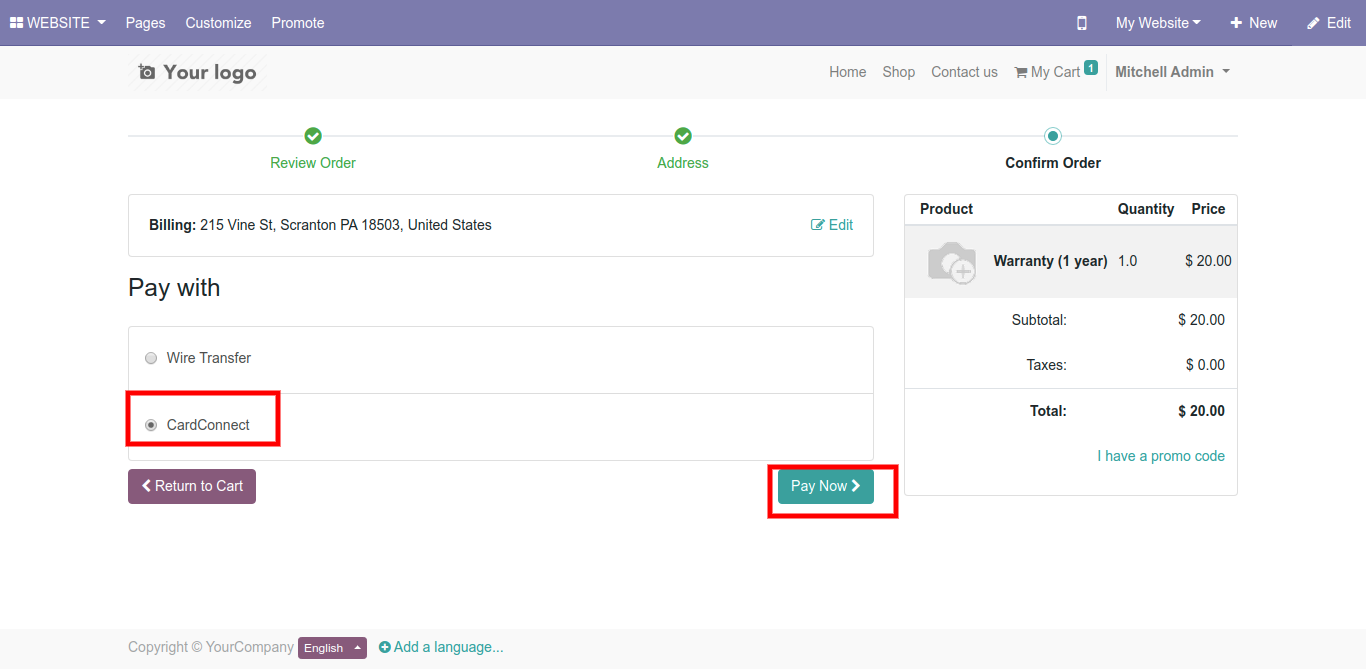 WEBSITE Pages Customize Promote My Website New Edit
Your logo Home Shop Contact us My Cart 1 Mitchell Admin
Review Order Address Confirm Order
Billing: 215 Vine St, Scranton PA 18503, United States Edit
Pay with
Wire Transfer
CardConnect
Return to Cart Pay Now
Product Quantity Price
Warranty (1 year) 1.0 $ 20.00
Subtotal: $ 20.00
Taxes: $ 0.00
Total: $ 20.00
I have a promo code
Copyright © YourCompany English Add a language...